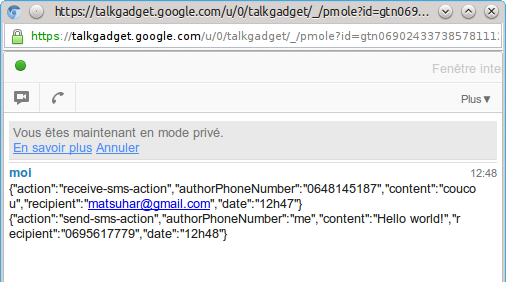 https://talkgadget.google.com/u/0/talkgadget/_/pmole?id=gtn069...
https://talkgadget.google.com/u/0/talkgadget/_/pmole?id=gtn06902433738578111
Fenêtre inte
Plus▼
Vous êtes maintenant en mode privé.
En savoir plus Annuler
moi 12:48
{"action":"receive-sms-action","authorPhoneNumber":"0648145187","content":"couco
u","recipient":"matsuhar@gmail.com","date":"12h47"}
{"action":"send-sms-action","authorPhoneNumber":"me","content":"Hello world!","r
ecipient":"0695617779","date":"12h48"}